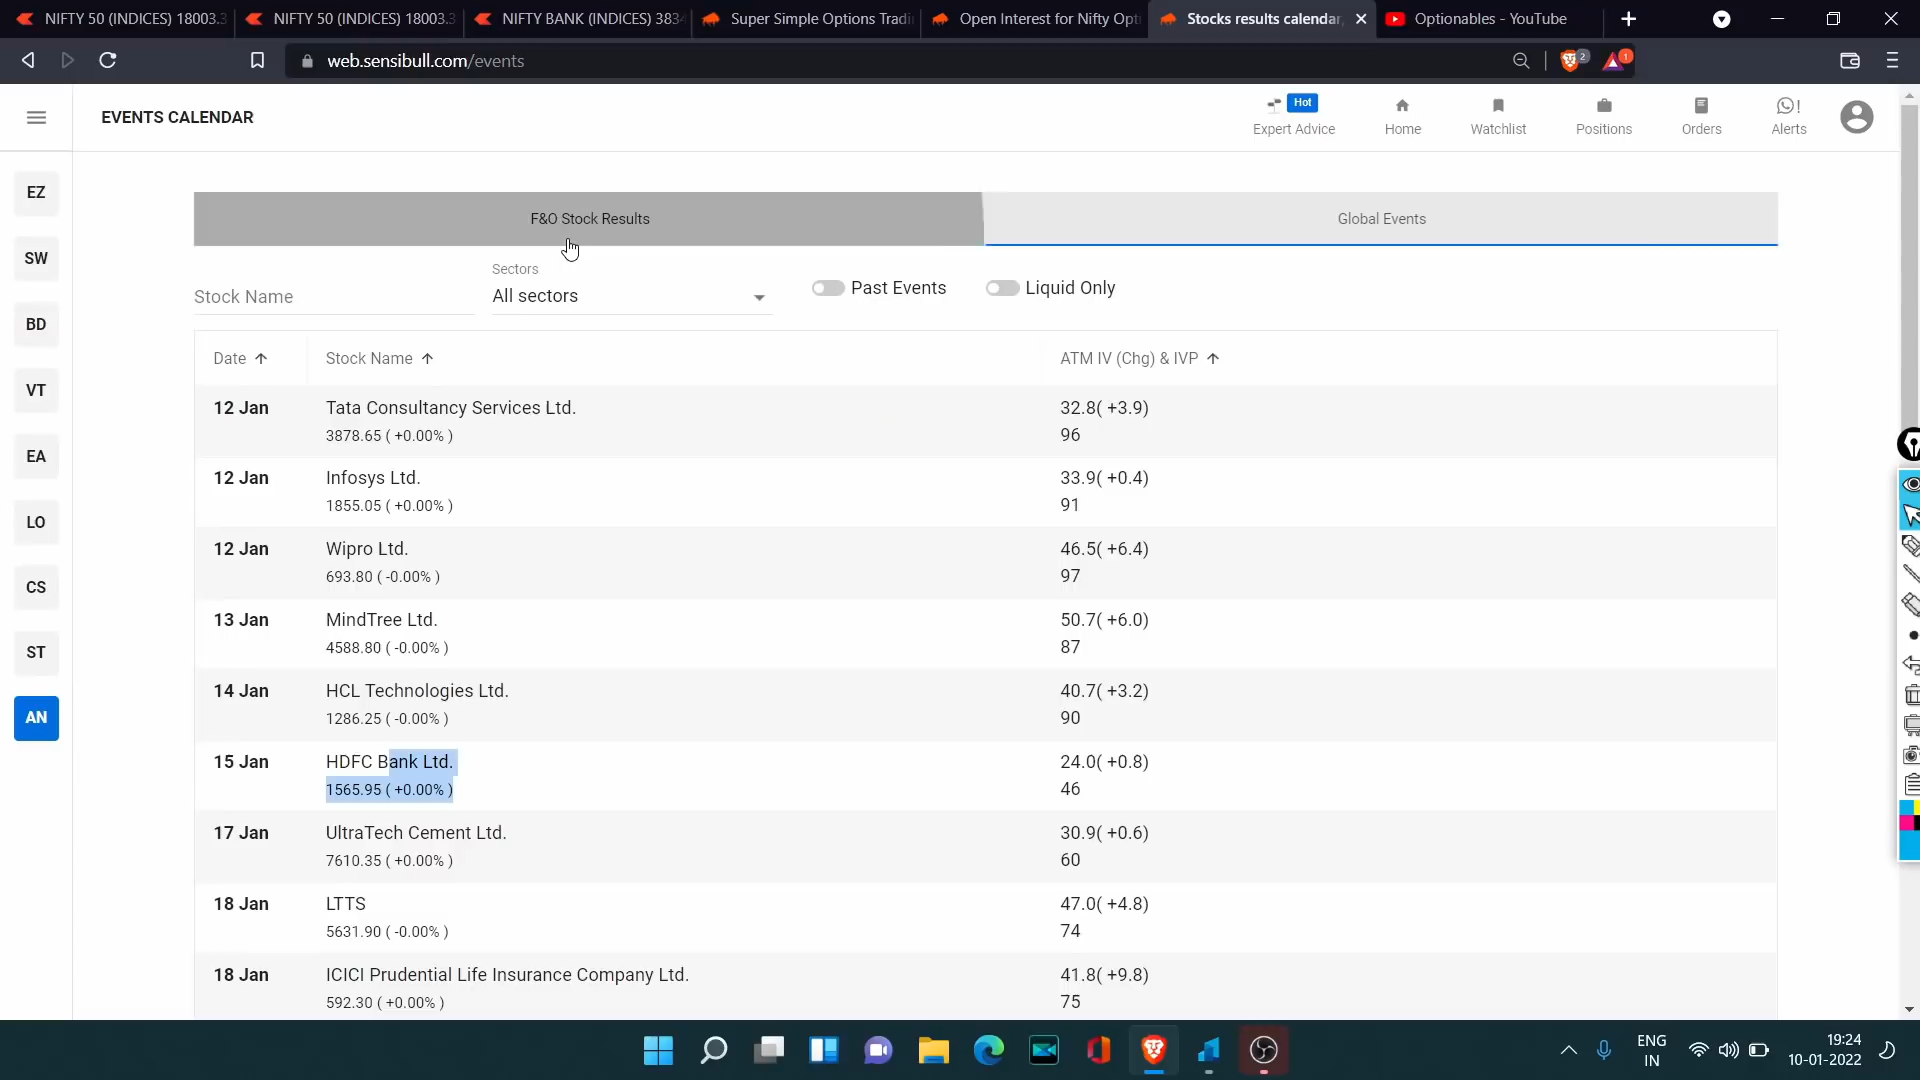 NIFTY 50 (INDICES) 18003.3
NIFTY 50 (INDICES) 18003.3
NIFTY BANK (INDICES) 3834
Super Simple Options Tradi
Open Interest for Nifty Opt
Stocks results calendar,
Optionables - YouTube
web.sensibull.com/events
2
1
EVENTS CALENDAR
Hot
Expert Advice
Home
Watchlist
Positions
Orders
Alerts
EZ
SW
BD
VT
EA
LO
CS
ST
AN
F&O Stock Results
Global Events
Stock Name
Sectors
All sectors
Past Events
Liquid Only
Date
Stock Name
ATM IV (Chg) & IVP
12 Jan
Tata Consultancy Services Ltd.
32.8( +3.9)
3878.65 ( +0.00% )
96
12 Jan
Infosys Ltd.
33.9( +0.4)
1855.05 ( +0.00% )
91
12 Jan
Wipro Ltd.
46.5( +6.4)
693.80 ( -0.00% )
97
13 Jan
MindTree Ltd.
50.7( +6.0)
4588.80 ( -0.00% )
87
14 Jan
HCL Technologies Ltd.
40.7( +3.2)
1286.25 ( -0.00% )
90
15 Jan
HDFC Bank Ltd.
24.0( +0.8)
1565.95 ( +0.00% )
46
17 Jan
UltraTech Cement Ltd.
30.9( +0.6)
7610.35 ( +0.00% )
60
18 Jan
LTTS
47.0( +4.8)
5631.90 ( -0.00% )
74
18 Jan
ICICI Prudential Life Insurance Company Ltd.
41.8( +9.8)
592.30 ( +0.00% )
75
ENG
IN
19:24
10-01-2022